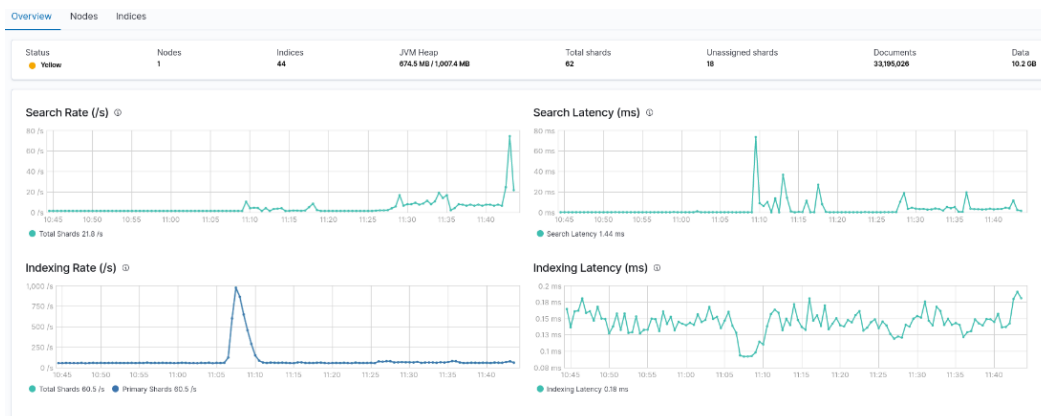 Overview Nodes Indices
Status Nodes Indices JVM Heap Total shards Unassigned shards Documents Data
Yellow 1 44 674.5 MB / 1,007.4 MB 62 18 33,195,026 10.2 GB
Search Rate (/s)
80 /s
60 /s
40 /s
20 /s
0 /s
10:45 10:50 10:55 11:00 11:05 11:10 11:15 11:20 11:25 11:30 11:35 11:40
Total Shards 21.8 /s
Search Latency (ms)
80 ms
60 ms
40 ms
20 ms
0 ms
10:45 10:50 10:55 11:00 11:05 11:10 11:15 11:20 11:25 11:30 11:35 11:40
Search Latency 1.44 ms
Indexing Rate (/s)
1,000 /s
750 /s
500 /s
250 /s
0 /s
10:45 10:50 10:55 11:00 11:05 11:10 11:15 11:20 11:25 11:30 11:35 11:40
Total Shards 60.5 /s Primary Shards 60.5 /s
Indexing Latency (ms)
0.2 ms
0.18 ms
0.15 ms
0.13 ms
0.1 ms
0.08 ms
10:45 10:50 10:55 11:00 11:05 11:10 11:15 11:20 11:25 11:30 11:35 11:40
Indexing Latency 0.18 ms